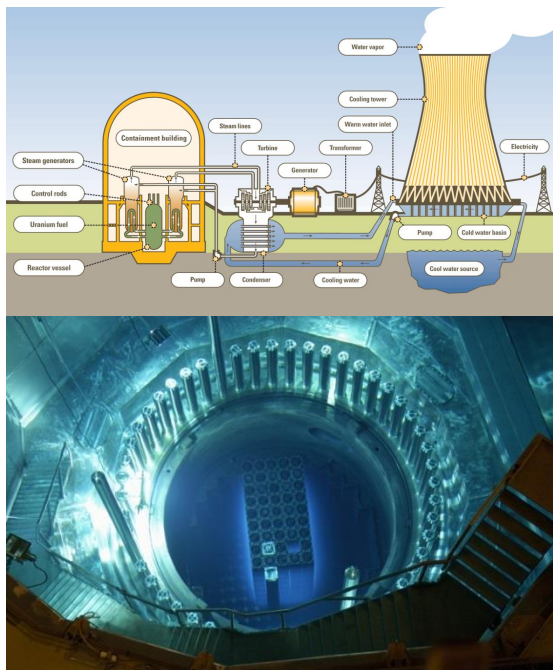 Water vapor
Cooling tower
Steam lines
Warm water inlet
Containment building
Turbine
Transformer
Electricity
Steam generators
Generator
Control rods
Uranium fuel
Reactor vessel
Pump
Condenser
Cooling water
Pump
Cold water basin
Cool water source